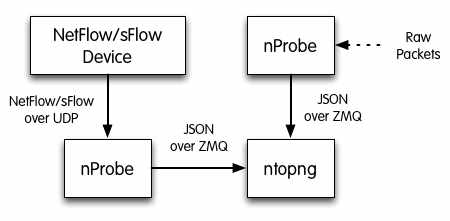 NetFlow/sFlow
Device
nProbe
Raw
Packets
NetFlow/sFlow
over UDP
JSON
over ZMQ
JSON
over ZMQ
nProbe
ntopng